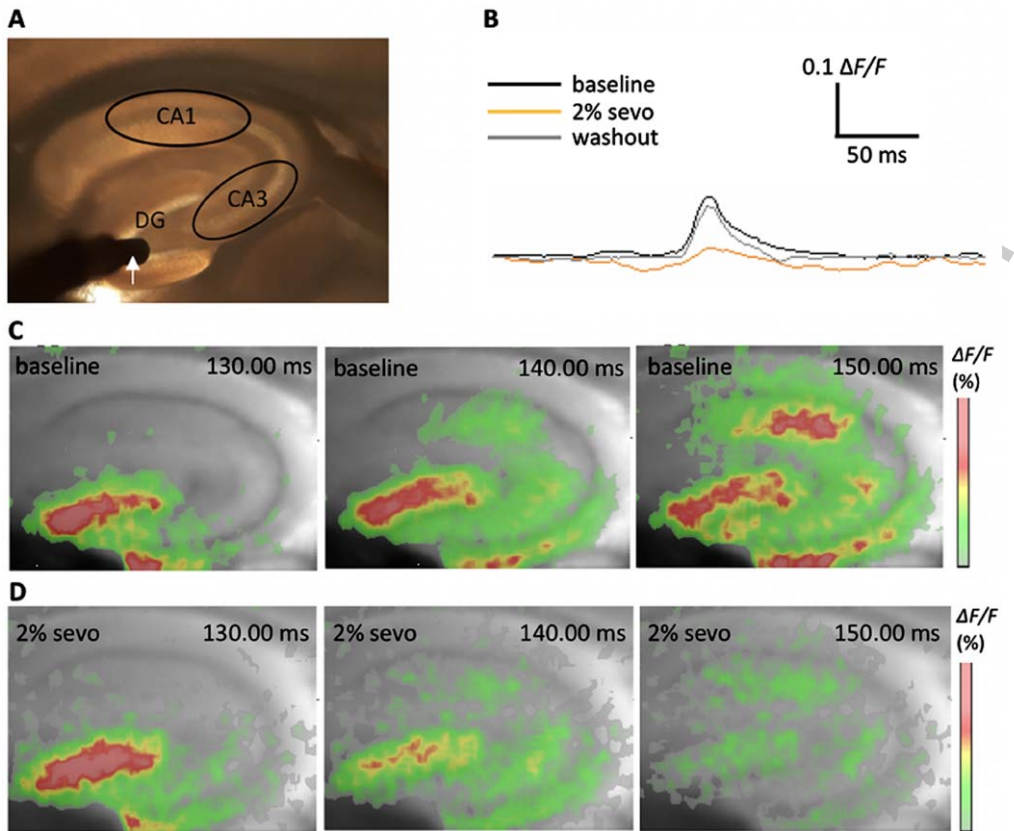 A
CA1
CA3
DG
B
baseline
2% sevo
washout
0.1 ΔF/F
50 ms
C
baseline 130.00 ms
baseline 140.00 ms
baseline 150.00 ms
ΔF/F
(%)
D
2% sevo 130.00 ms
2% sevo 140.00 ms
2% sevo 150.00 ms
ΔF/F
(%)